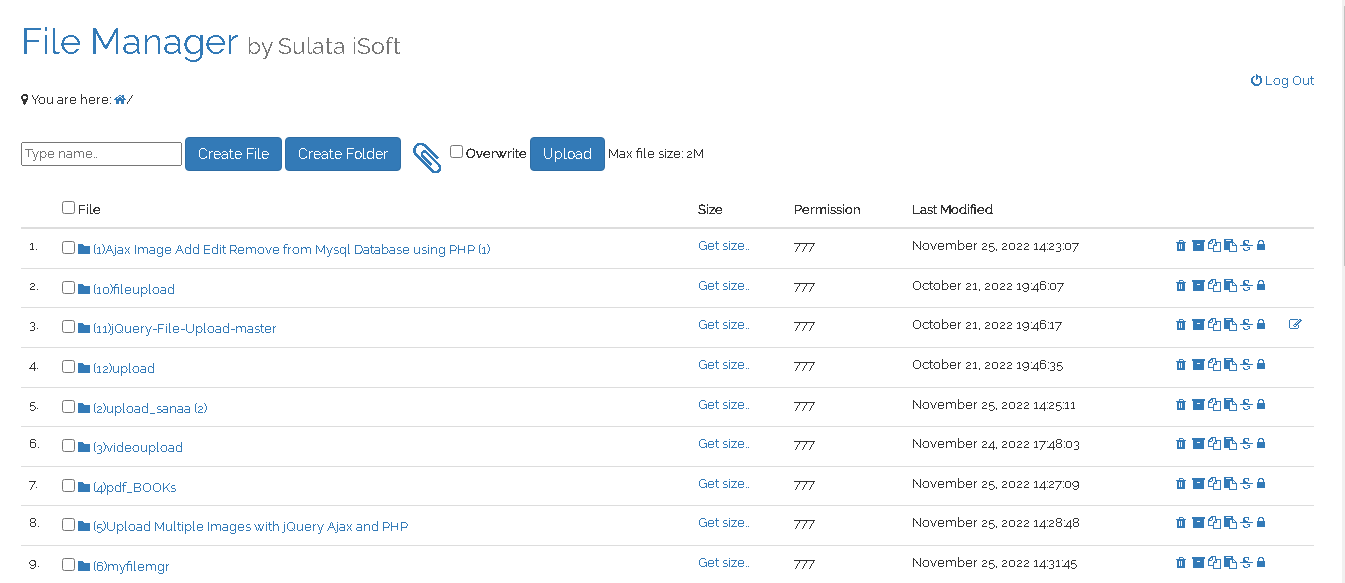 File Manager by Sulata iSoft
Log Out
You are here: /
Type name.. Create File Create Folder Overwrite Upload Max file size: 2M
File Size Permission Last Modified
1. (1)Ajax Image Add Edit Remove from Mysql Database using PHP (1) Get size.. 777 November 25, 2022 14:23:07
2. (10)fileupload Get size.. 777 October 21, 2022 19:46:07
3. (11)jQuery-File-Upload-master Get size.. 777 October 21, 2022 19:46:17
4. (12)upload Get size.. 777 October 21, 2022 19:46:35
5. (2)upload_sanaa (2) Get size.. 777 November 25, 2022 14:25:11
6. (3)videoupload Get size.. 777 November 24, 2022 17:48:03
7. (4)pdf_BOOKs Get size.. 777 November 25, 2022 14:27:09
8. (5)Upload Multiple Images with jQuery Ajax and PHP Get size.. 777 November 25, 2022 14:28:48
9. (6)myfilemgr Get size.. 777 November 25, 2022 14:31:45